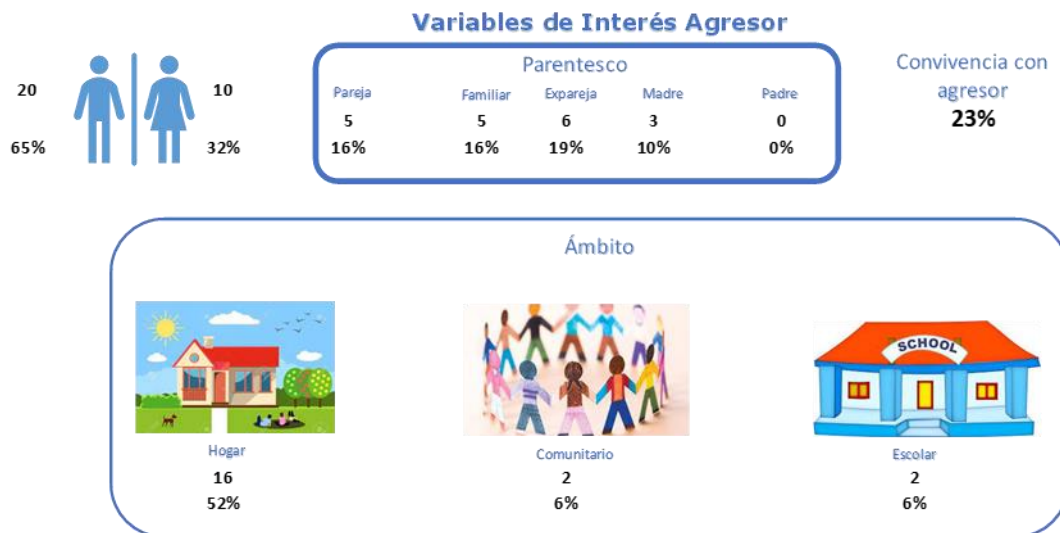 Variables de Interés Agresor
20
65%
10
32%
Parentesco
Pareja Familiar Expareja Madre Padre
5 5 6 3 0
16% 16% 19% 10% 0%
Convivencia con
agresor
23%
Ámbito
SCHOOL
Hogar Comunitario Escolar
16 2 2
52% 6% 6%